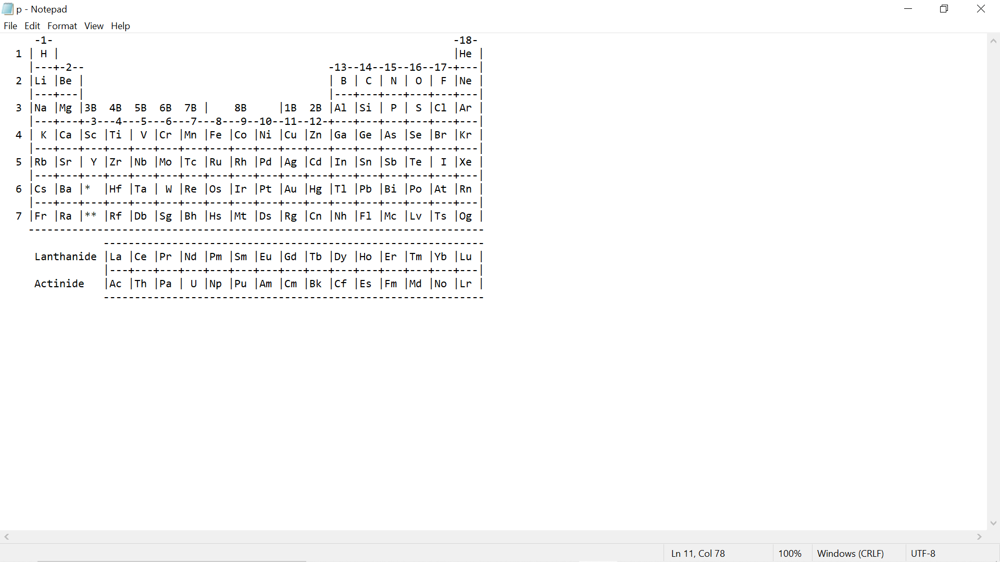 p - Notepad
File Edit Format View Help
     -1-                                                              -18-
  1 | H |                                                               |He |
    |---+-2--                                       -13--14--15--16--17-+---|
  2 |Li |Be |                                       | B | C | N | O | F |Ne |
    |---+---|                                       |---+---+---+---+---+---|
  3 |Na |Mg |3B  4B  5B  6B  7B |    8B     |1B  2B |Al |Si | P | S |Cl |Ar |
    |---+---+-3---4---5---6---7---8---9--10--11--12-+---+---+---+---+---+---|
  4 | K |Ca |Sc |Ti | V |Cr |Mn |Fe |Co |Ni |Cu |Zn |Ga |Ge |As |Se |Br |Kr |
    |---+---+---+---+---+---+---+---+---+---+---+---+---+---+---+---+---+---|
  5 |Rb |Sr | Y |Zr |Nb |Mo |Tc |Ru |Rh |Pd |Ag |Cd |In |Sn |Sb |Te | I |Xe |
    |---+---+---+---+---+---+---+---+---+---+---+---+---+---+---+---+---+---|
  6 |Cs |Ba |*  |Hf |Ta | W |Re |Os |Ir |Pt |Au |Hg |Tl |Pb |Bi |Po |At |Rn |
    |---+---+---+---+---+---+---+---+---+---+---+---+---+---+---+---+---+---|
  7 |Fr |Ra |** |Rf |Db |Sg |Bh |Hs |Mt |Ds |Rg |Cn |Nh |Fl |Mc |Lv |Ts |Og |
    -------------------------------------------------------------------------
                -------------------------------------------------------------
     Lanthanide |La |Ce |Pr |Nd |Pm |Sm |Eu |Gd |Tb |Dy |Ho |Er |Tm |Yb |Lu |
                |---+---+---+---+---+---+---+---+---+---+---+---+---+---+---|
     Actinide   |Ac |Th |Pa | U |Np |Pu |Am |Cm |Bk |Cf |Es |Fm |Md |No |Lr |
                -------------------------------------------------------------
Ln 11, Col 78 100% Windows (CRLF) UTF-8